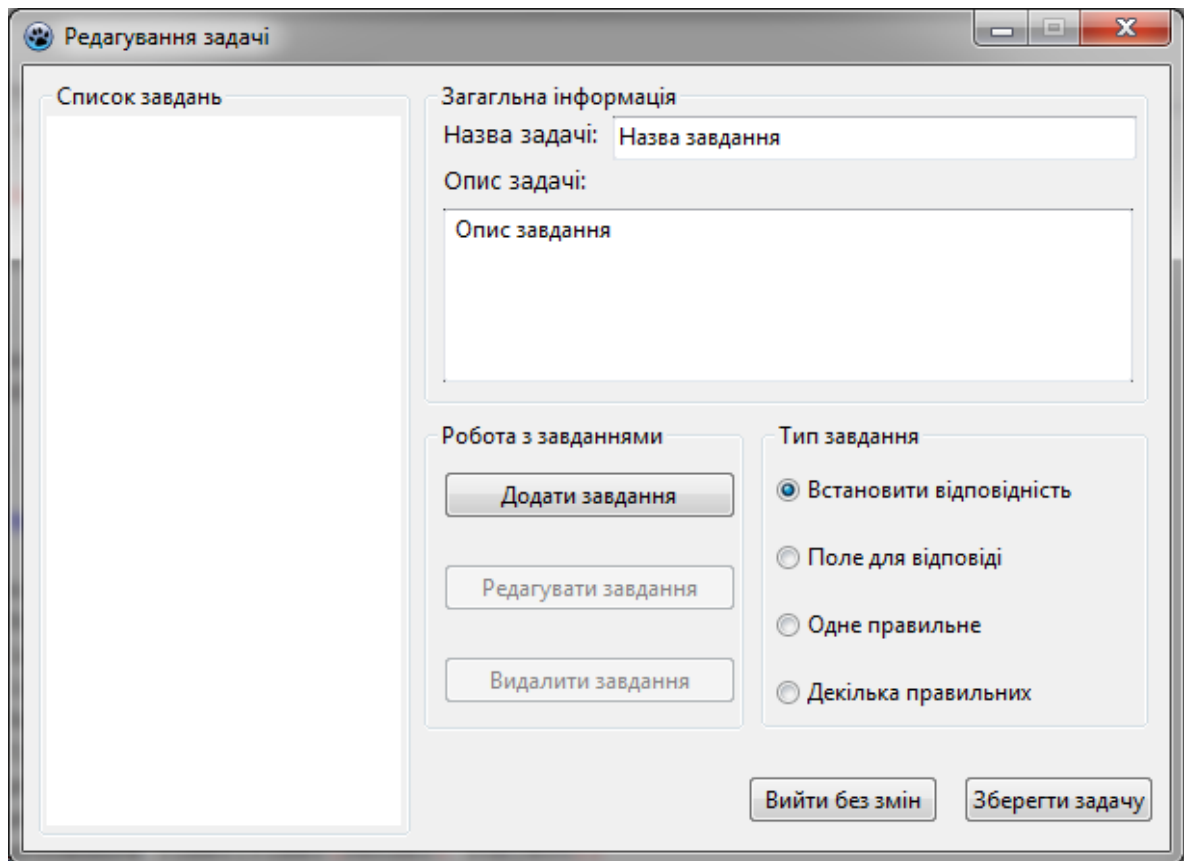 Редагування задачі
Список завдань
Загагльна інформація
Назва задачі: Назва завдання
Опис задачі:
Опис завдання
Робота з завданнями
Додати завдання
Редагувати завдання
Видалити завдання
Тип завдання
Встановити відповідність
Поле для відповіді
Одне правильне
Декілька правильних
Вийти без змін
Зберегти задачу